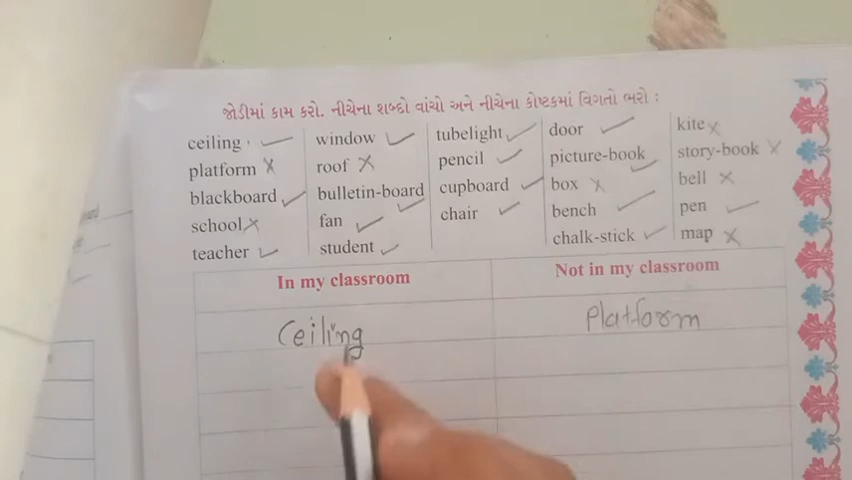 જોડીમાં કામ કરો. નીચેના શબ્દો વાંચો અને નીચેના કોષ્ટકમાં વિગતો ભરો :
ceiling
platform
blackboard
school
teacher
window
roof
bulletin-board
fan
student
tubelight
pencil
cupboard
chair
door
picture-book
box
bench
chalk-stick
kite
story-book
bell
pen
map
In my classroom
Not in my classroom
Ceiling
Platform